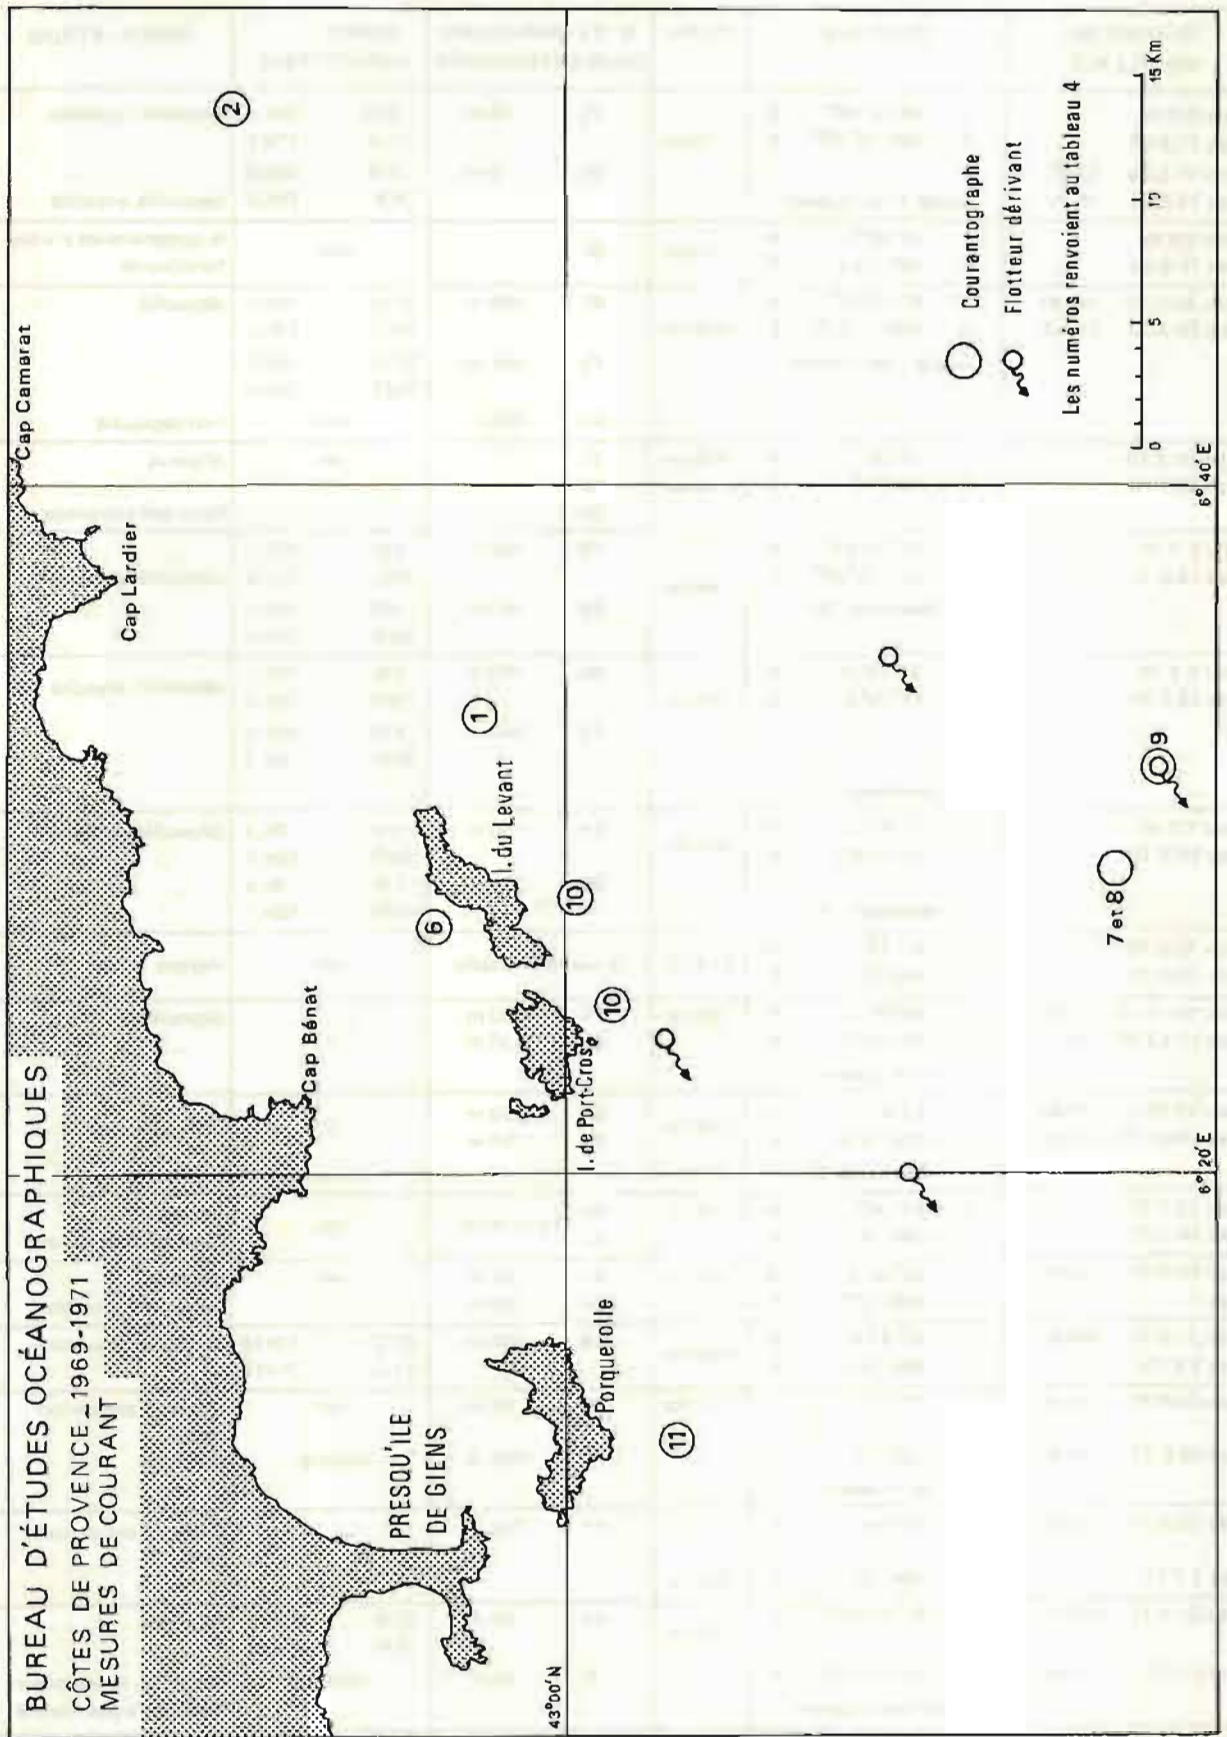 BUREAU D'ÉTUDES OCÉANOGRAPHIQUES
CÔTES DE PROVENCE_1969-1971
MESURES DE COURANT
Cap Camarat
Cap Lardier
2
Cap Bénat
1
6
I. du Levant
10
10
I. de Port-Cros
PRESQU'ILE
DE GIENS
Porquerolle
11
43°00'N
7 et 8
9
6°20'E
6°40'E
Courantographe
Flotteur dérivant
Les numéros renvoient au tableau 4
0 5 10 15 Km